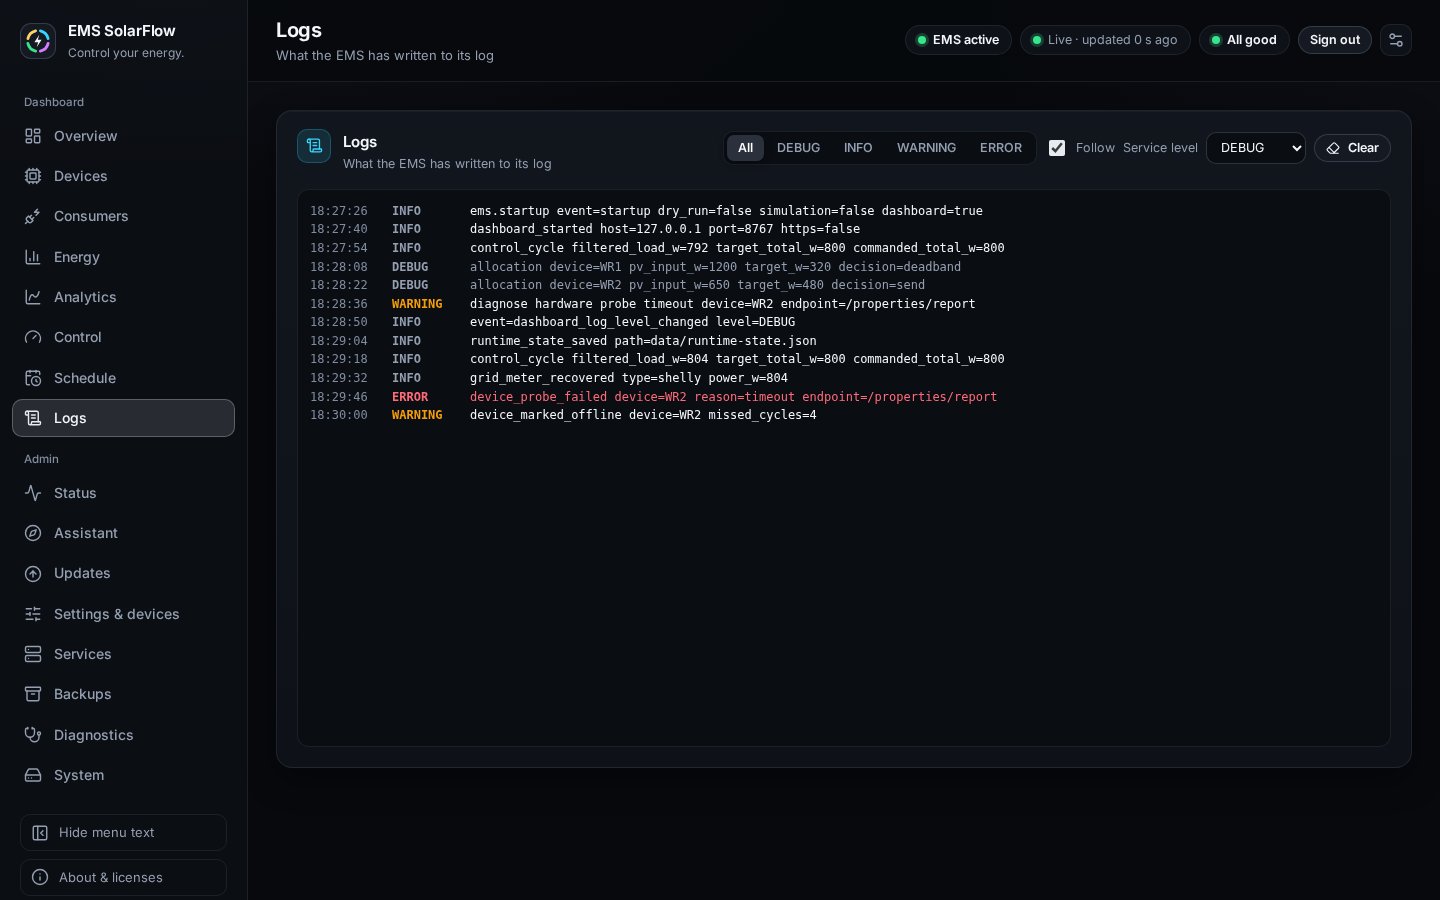 EMS SolarFlow
Control your energy.
Dashboard
Overview
Devices
Consumers
Energy
Analytics
Control
Schedule
Logs
Admin
Status
Assistant
Updates
Settings & devices
Services
Backups
Diagnostics
System
Hide menu text
About & licenses
Logs
What the EMS has written to its log
EMS active
Live · updated 0 s ago
All good
Sign out
Logs
What the EMS has written to its log
All DEBUG INFO WARNING ERROR
Follow Service level DEBUG Clear
18:27:26 INFO ems.startup event=startup dry_run=false simulation=false dashboard=true
18:27:40 INFO dashboard_started host=127.0.0.1 port=8767 https=false
18:27:54 INFO control_cycle filtered_load_w=792 target_total_w=800 commanded_total_w=800
18:28:08 DEBUG allocation device=WR1 pv_input_w=1200 target_w=320 decision=deadband
18:28:22 DEBUG allocation device=WR2 pv_input_w=650 target_w=480 decision=send
18:28:36 WARNING diagnose hardware probe timeout device=WR2 endpoint=/properties/report
18:28:50 INFO event=dashboard_log_level_changed level=DEBUG
18:29:04 INFO runtime_state_saved path=data/runtime-state.json
18:29:18 INFO control_cycle filtered_load_w=804 target_total_w=800 commanded_total_w=800
18:29:32 INFO grid_meter_recovered type=shelly power_w=804
18:29:46 ERROR device_probe_failed device=WR2 reason=timeout endpoint=/properties/report
18:30:00 WARNING device_marked_offline device=WR2 missed_cycles=4